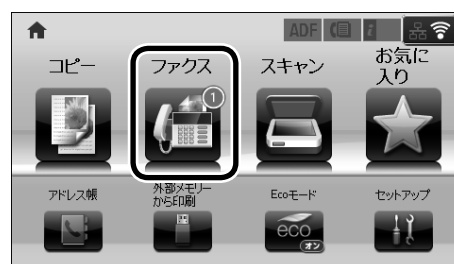 ADF i
コピー
ファクス
スキャン
お気に
入り
1
アドレス帳
外部メモリー
から印刷
Ecoモード
セットアップ
eco
オン